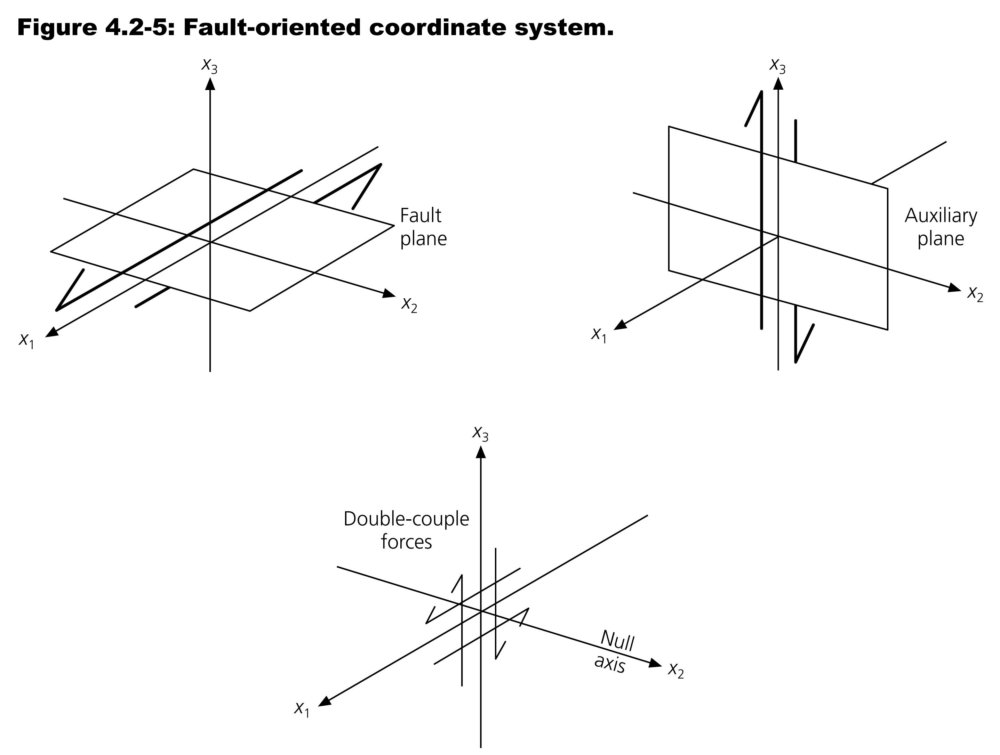 Figure 4.2-5: Fault-oriented coordinate system.
x3
x3
Fault
plane
Auxiliary
plane
x2
x2
x1
x1
x3
Double-couple
forces
Null
axis
x2
x1